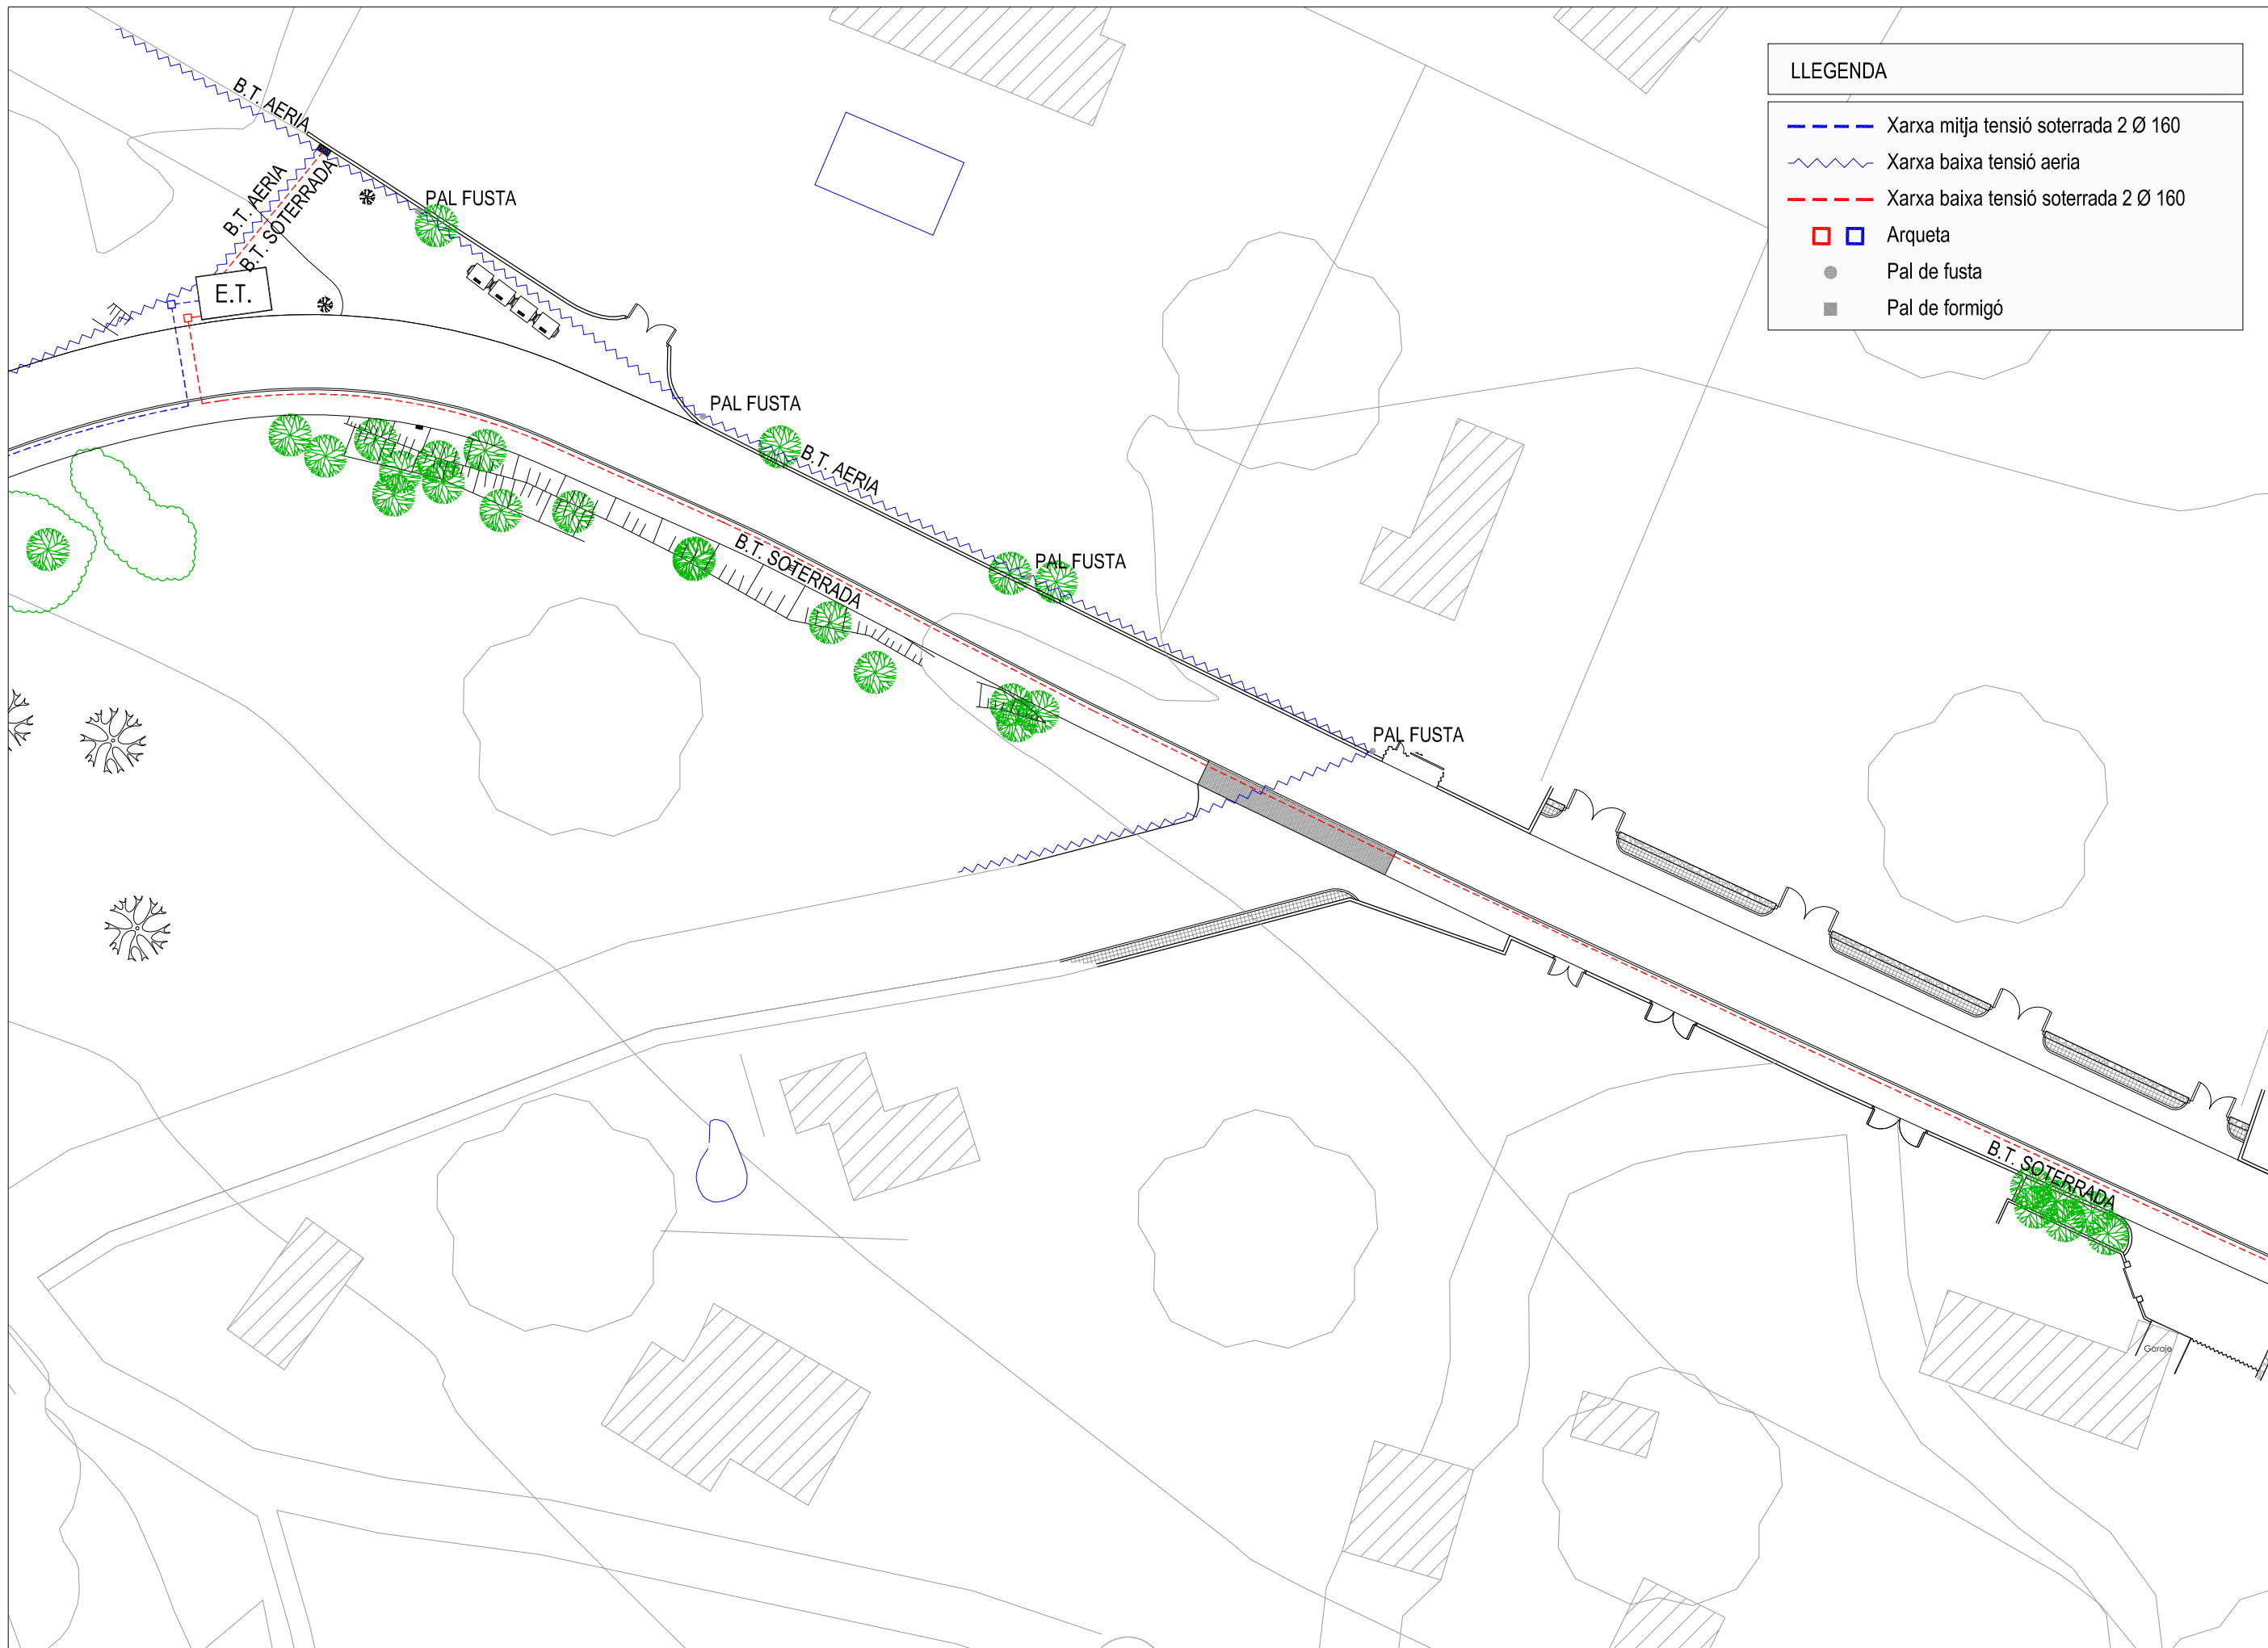 LLEGENDA
Xarxa mitja tensió soterrada 2 Ø 160
Xarxa baixa tensió aeria
Xarxa baixa tensió soterrada 2 Ø 160
Arqueta
Pal de fusta
Pal de formigó
B.T. AERIA
B.T. AERIA
B.T. SOTERRADA
PAL FUSTA
E.T.
PAL FUSTA
B.T. AERIA
B.T. SOTERRADA
PAL FUSTA
PAL FUSTA
B.T. SOTERRADA
Garaje